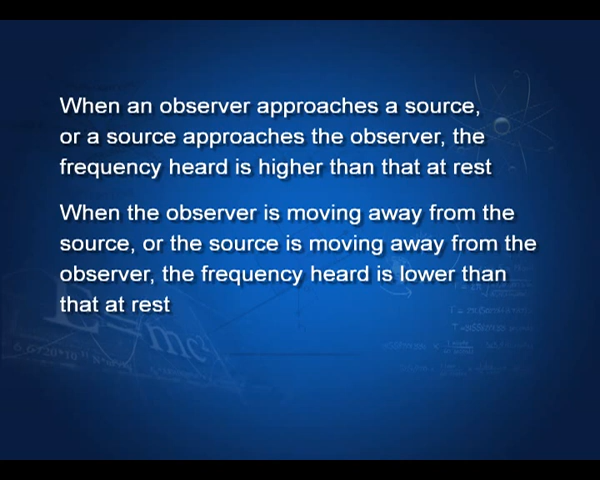 When an observer approaches a source,
or a source approaches the observer, the
frequency heard is higher than that at rest
When the observer is moving away from the
source, or the source is moving away from the
observer, the frequency heard is lower than
that at rest
E=mc²